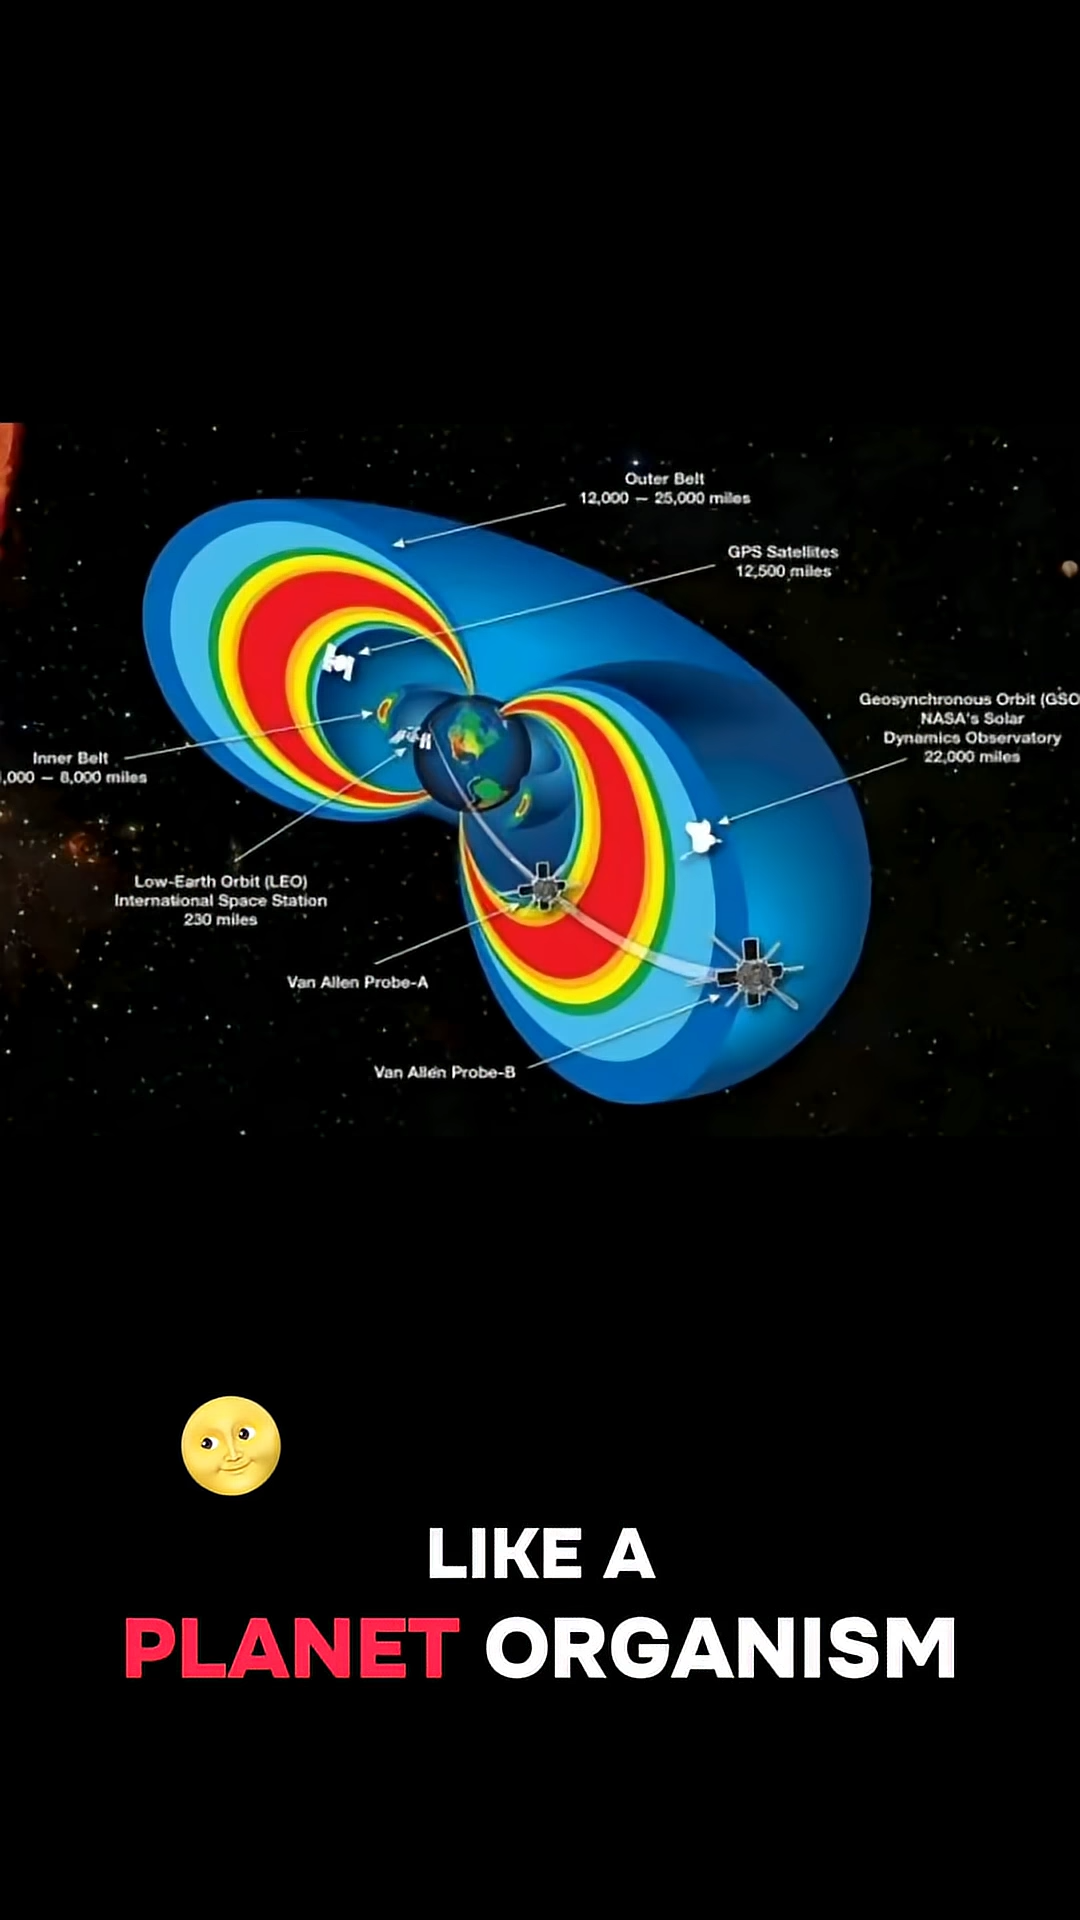 Outer Belt
12,000 — 25,000 miles
GPS Satellites
12,500 miles
Geosynchronous Orbit (GSO
NASA's Solar
Dynamics Observatory
22,000 miles
Inner Belt
,000 — 8,000 miles
Low-Earth Orbit (LEO)
International Space Station
230 miles
Van Allen Probe-A
Van Allen Probe-B
LIKE A
PLANET ORGANISM